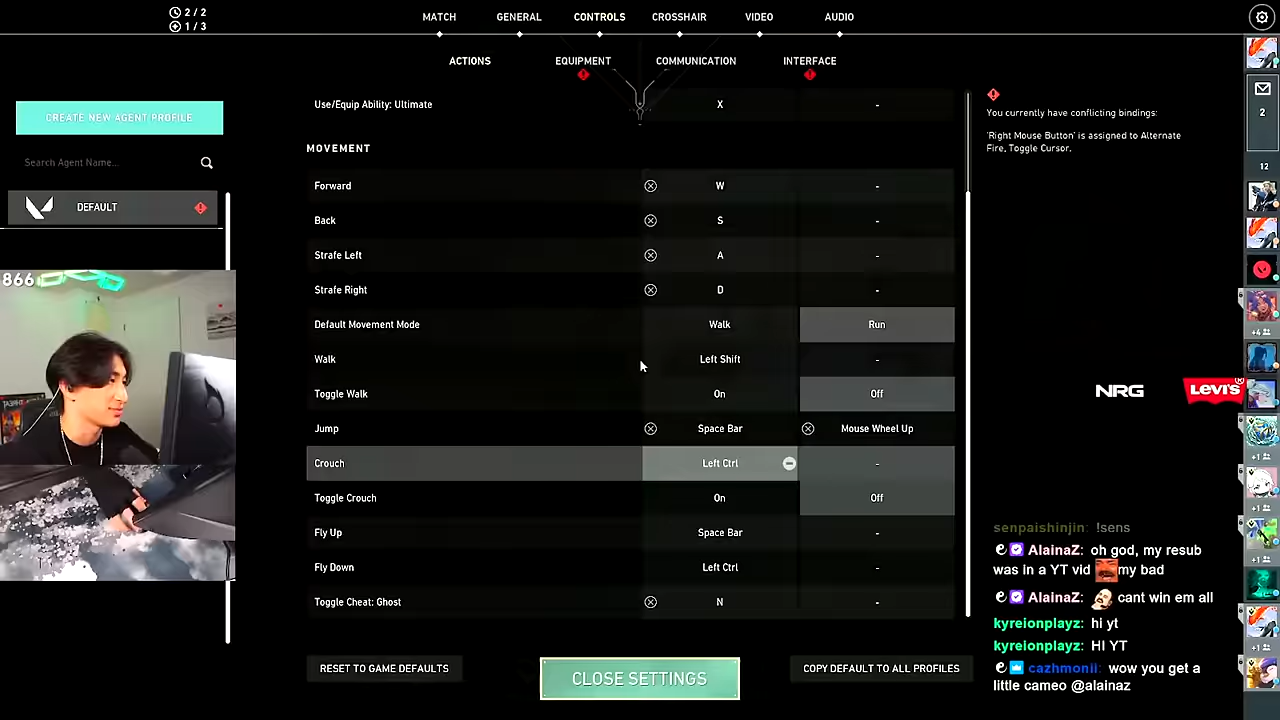 2 / 2
1 / 3
MATCH GENERAL CONTROLS CROSSHAIR VIDEO AUDIO
ACTIONS EQUIPMENT COMMUNICATION INTERFACE
CREATE NEW AGENT PROFILE
Search Agent Name...
DEFAULT
866
Use/Equip Ability: Ultimate X -
MOVEMENT
Forward W -
Back S -
Strafe Left A -
Strafe Right D -
Default Movement Mode Walk Run
Walk Left Shift -
Toggle Walk On Off
Jump Space Bar Mouse Wheel Up
Crouch Left Ctrl -
Toggle Crouch On Off
Fly Up Space Bar -
Fly Down Left Ctrl -
Toggle Cheat: Ghost N -
RESET TO GAME DEFAULTS
CLOSE SETTINGS
COPY DEFAULT TO ALL PROFILES
You currently have conflicting bindings:
'Right Mouse Button' is assigned to Alternate
Fire, Toggle Cursor.
NRG
LEVI'S
senpaishinjin: !sens
AlainaZ: oh god, my resub
was in a YT vid my bad
AlainaZ: cant win em all
kyreionplayz: hi yt
kyreionplayz: HI YT
cazhmonii: wow you get a
little cameo @alainaz
2
12
+4
+1
+1
+1
+1